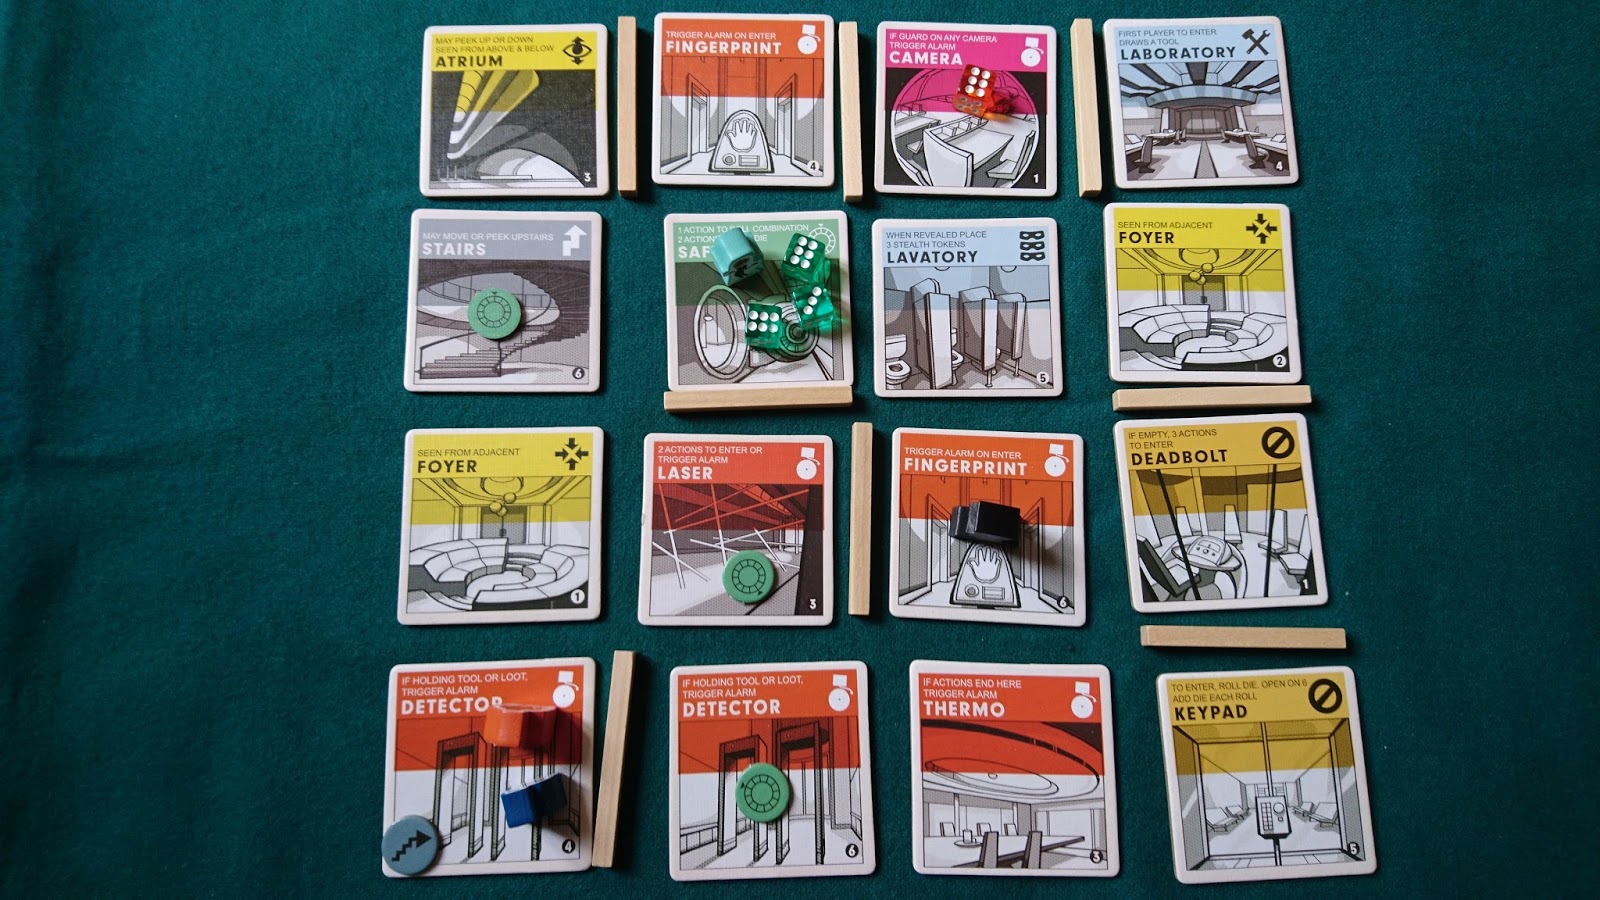 MAY PEEK UP OR DOWN
SEEN FROM ABOVE & BELOW
ATRIUM
3
TRIGGER ALARM ON ENTER
FINGERPRINT
4
IF GUARD ON ANY CAMERA
TRIGGER ALARM
CAMERA
1
FIRST PLAYER TO ENTER
DRAWS A TOOL
LABORATORY
4
MAY MOVE OR PEEK UPSTAIRS
STAIRS
6
1 ACTION TO COMBINATION
2 DIE
WHEN REVEALED PLACE
3 STEALTH TOKENS
LAVATORY
5
SEEN FROM ADJACENT
FOYER
2
SEEN FROM ADJACENT
FOYER
1
2 ACTIONS TO ENTER OR
TRIGGER ALARM
LASER
3
TRIGGER ALARM ON ENTER
FINGERPRINT
6
IF EMPTY, 3 ACTIONS
TO ENTER
DEADBOLT
1
IF HOLDING TOOL OR LOOT,
TRIGGER ALARM
DETECTOR
4
IF HOLDING TOOL OR LOOT,
TRIGGER ALARM
DETECTOR
6
IF ACTIONS END HERE
TRIGGER ALARM
THERMO
3
TO ENTER, ROLL DIE. OPEN ON 6
ADD DIE EACH ROLL
KEYPAD
5